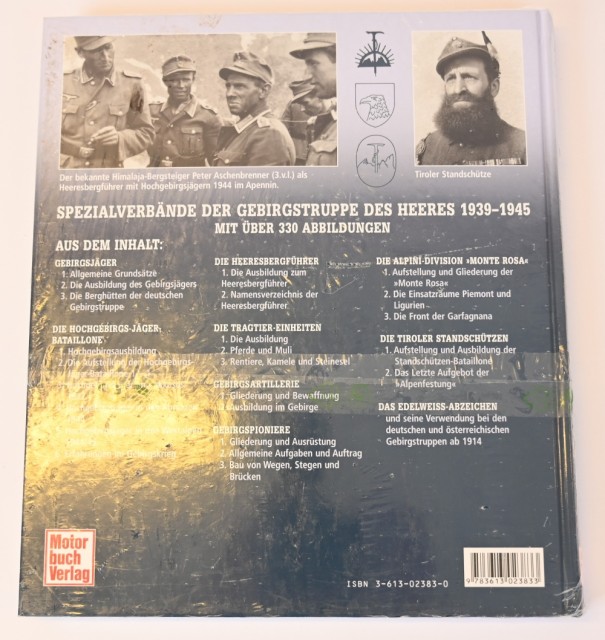 Der bekannte Himalaja-Bergsteiger Peter Aschenbrenner (3.v.l.) als
Heeresbergführer mit Hochgebirgsjägern 1944 im Apennin.
Tiroler Standschütze
SPEZIALVERBÄNDE DER GEBIRGSTRUPPE DES HEERES 1939–1945
MIT ÜBER 330 ABBILDUNGEN
AUS DEM INHALT:
GEBIRGSJÄGER
1. Allgemeine Grundsätze
2. Die Ausbildung des Gebirgsjägers
3. Die Berghütten der deutschen
Gebirgstruppe
DIE HOCHGEBIRGS-JÄGER-
BATAILLONE
1. Hochgebirgsausbildung
2. Die Aufstellung der Hochgebirgs-
DIE HEERESBERGFÜHRER
1. Die Ausbildung zum
Heeresbergführer
2. Namensverzeichnis der
Heeresbergführer
DIE TRAGTIER-EINHEITEN
1. Die Ausbildung
2. Pferde und Muli
3. Rentiere, Kamele und Steinesel
GEBIRGSARTILLERIE
1. Gliederung und Bewaffnung
2. Ausbildung im Gebirge
GEBIRGSPIONIERE
1. Gliederung und Ausrüstung
2. Allgemeine Aufgaben und Auftrag
3. Bau von Wegen, Stegen und
Brücken
DIE ALPINI-DIVISION »MONTE ROSA«
1. Aufstellung und Gliederung der
»Monte Rosa«
2. Die Einsatzräume Piemont und
Ligurien
3. Die Front der Garfagnana
DIE TIROLER STANDSCHÜTZEN
1. Aufstellung und Ausbildung der
Standschützen-Bataillone
2. Das Letzte Aufgebot der
»Alpenfestung«
DAS EDELWEISS-ABZEICHEN
und seine Verwendung bei den
deutschen und österreichischen
Gebirgstruppen ab 1914
Motor
buch
Verlag
ISBN 3-613-02383-0
9 783613 023833